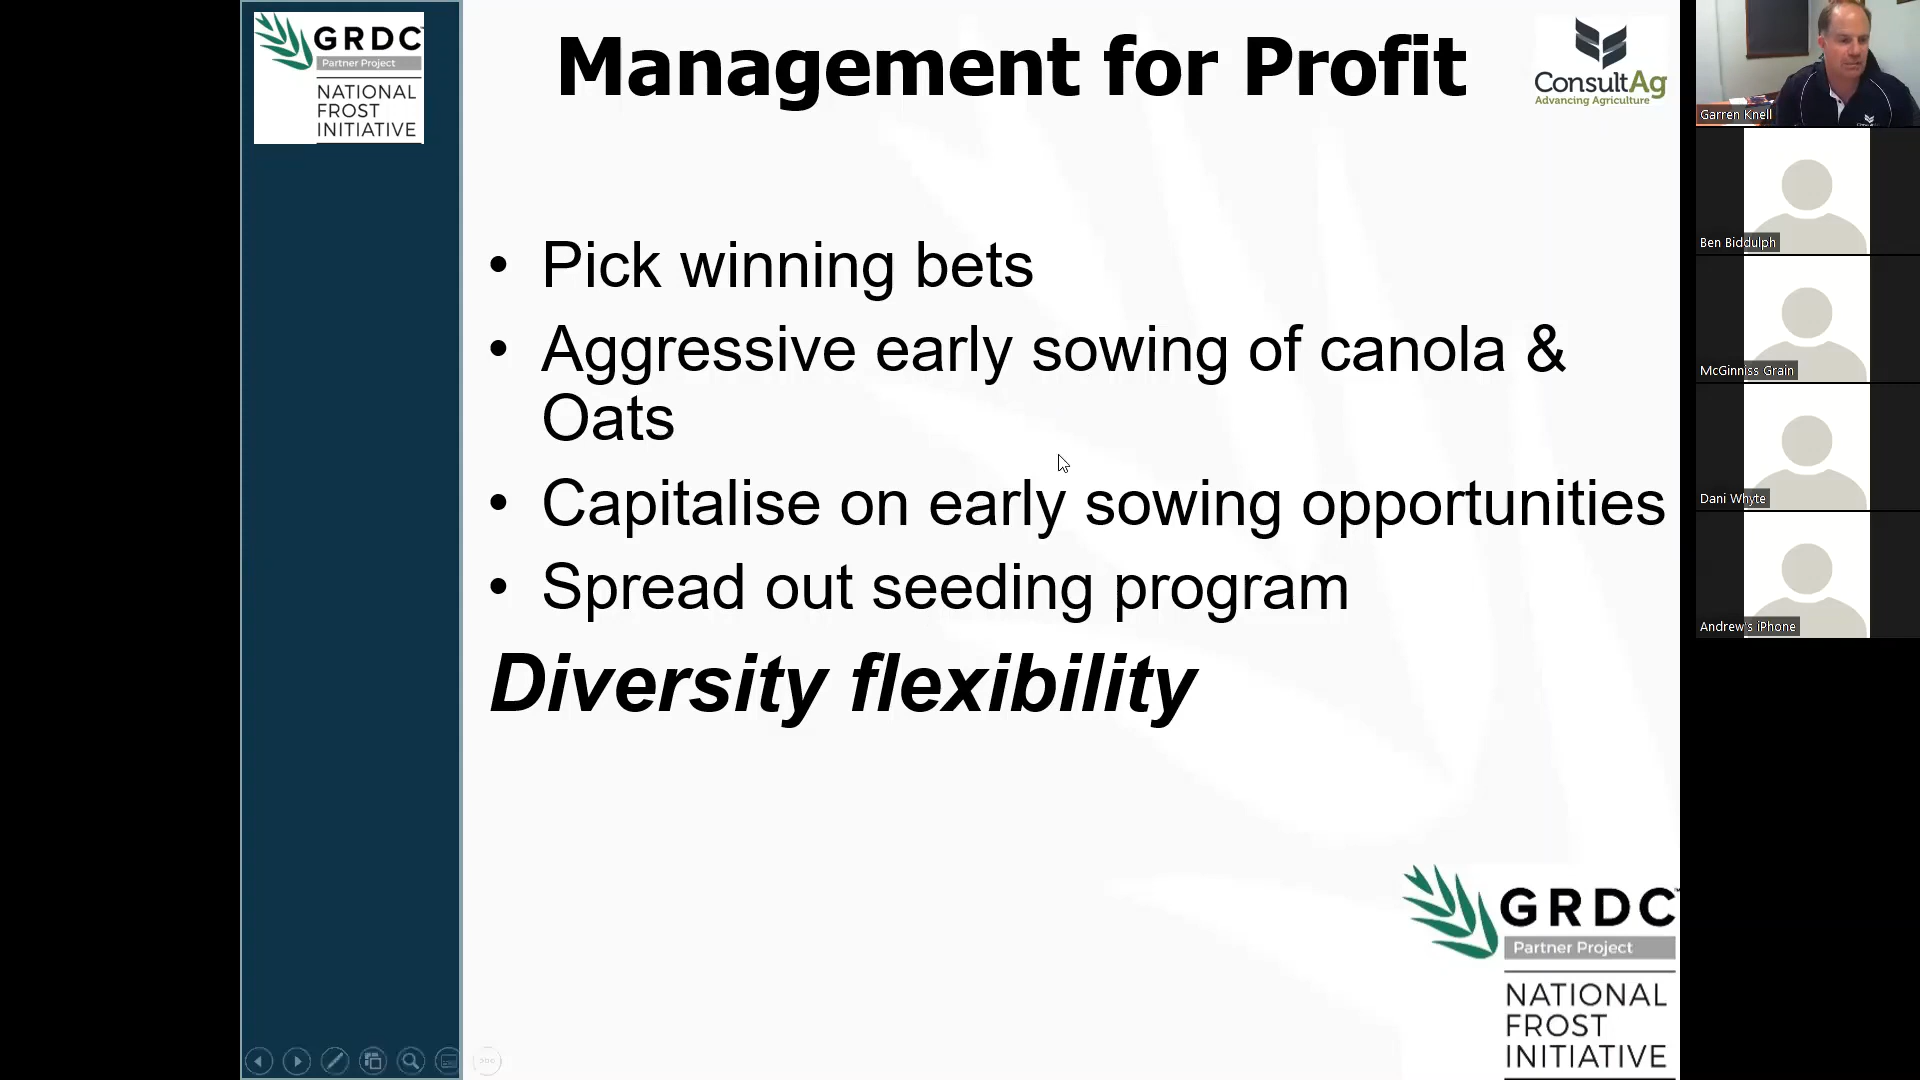 GRDC
Partner Project
NATIONAL
FROST
INITIATIVE
Management for Profit
ConsultAg
Advancing Agriculture
• Pick winning bets
• Aggressive early sowing of canola &
Oats
• Capitalise on early sowing opportunities
• Spread out seeding program
Diversity flexibility
GRDC
Partner Project
NATIONAL
FROST
INITIATIVE
Garren Knell
Ben Biddulph
McGinniss Grain
Dani Whyte
Andrew's iPhone